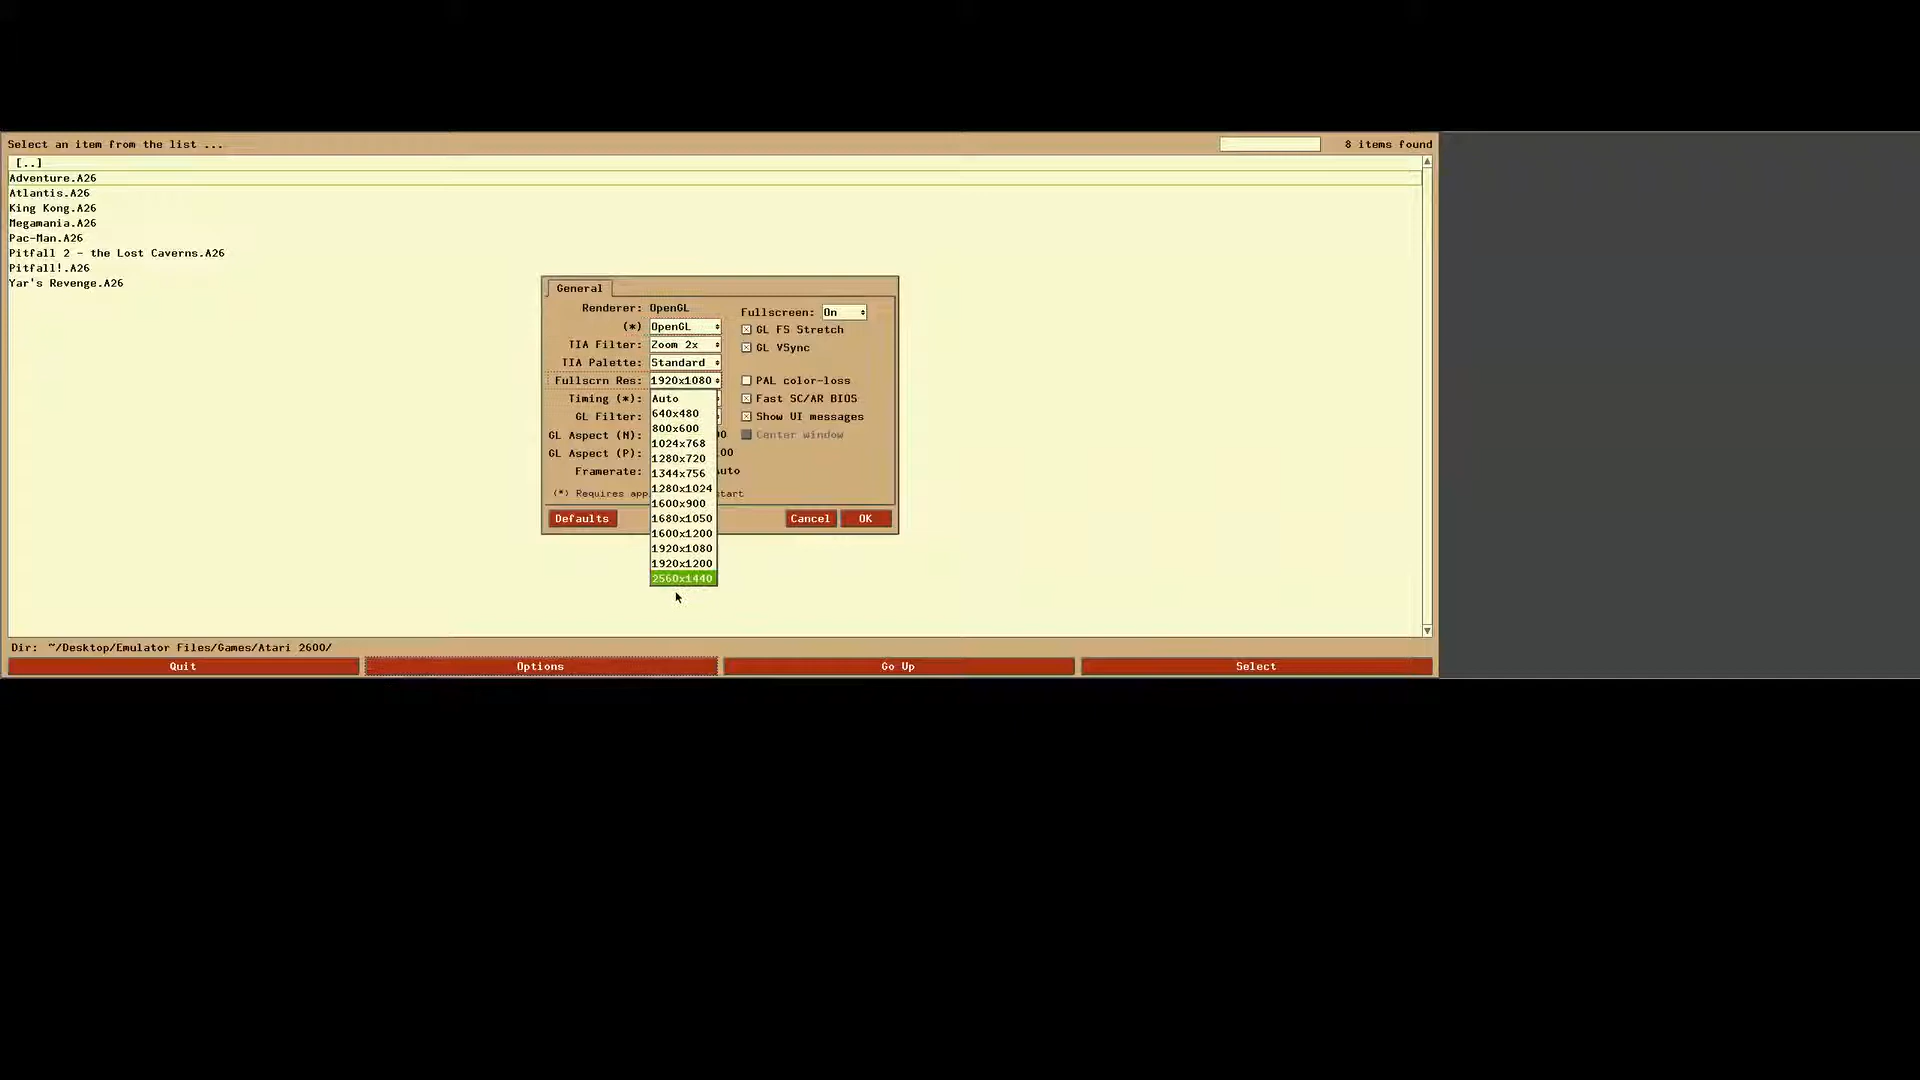 Select an item from the list ...
8 items found
[..]
Adventure.A26
Atlantis.A26
King Kong.A26
Megamania.A26
Pac-Man.A26
Pitfall 2 - the Lost Caverns.A26
Pitfall!.A26
Yar's Revenge.A26
General
Renderer: OpenGL
(*) OpenGL
TIA Filter: Zoom 2x
TIA Palette: Standard
Fullscrn Res: 1920x1080
Timing (*):
GL Filter:
GL Aspect (N):
GL Aspect (P): 00
Framerate: uto
(*) Requires app tart
Auto
640x480
800x600
1024x768
1280x720
1344x756
1280x1024
1600x900
1680x1050
1600x1200
1920x1080
1920x1200
2560x1440
Fullscreen: On
GL FS Stretch
GL VSync
PAL color-loss
Fast SC/AR BIOS
Show UI messages
Center window
Defaults
Cancel
OK
Dir: ~/Desktop/Emulator Files/Games/Atari 2600/
Quit
Options
Go Up
Select